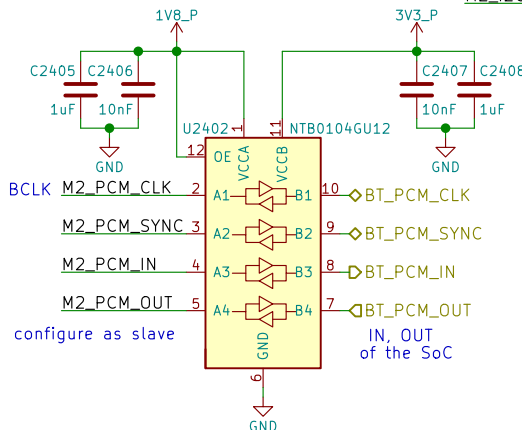 1V8_P 3V3_P
C2405 C2406 C2407 C2408
1uF 10nF 10nF 1uF
GND GND
U2402 NTB0104GU12
1 11
VCCA VCCB
12 OE
BCLK M2_PCM_CLK 2 A1 B1 10 BT_PCM_CLK
M2_PCM_SYNC 3 A2 B2 9 BT_PCM_SYNC
M2_PCM_IN 4 A3 B3 8 BT_PCM_IN
M2_PCM_OUT 5 A4 B4 7 BT_PCM_OUT
configure as slave GND IN, OUT
of the SoC
6
GND